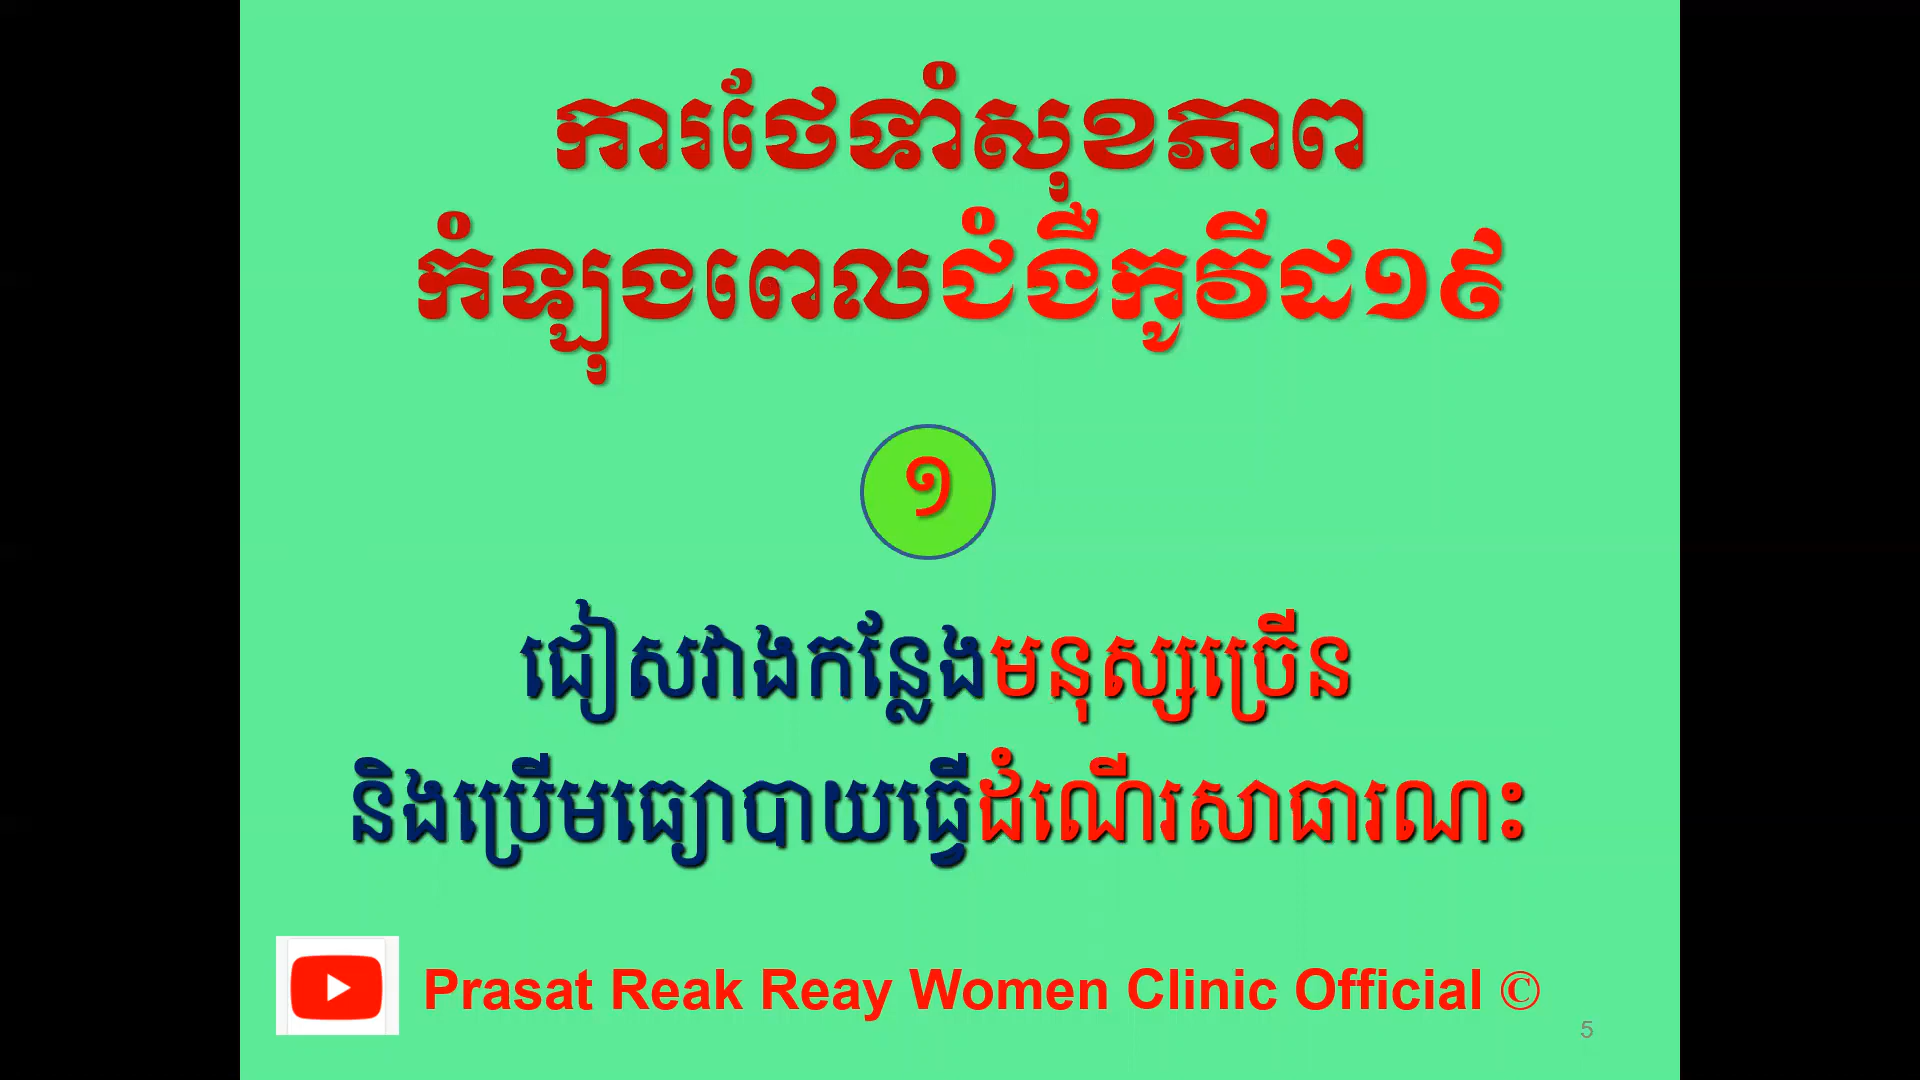 ការថែទាំសុខភាព
កំឡុងពេលជំងឺកូវីដ១៩
១
ជៀសវាងកន្លែងមនុស្សច្រើន
និងប្រើមធ្យោបាយធ្វើដំណើរសាធារណះ
Prasat Reak Reay Women Clinic Official ©
5